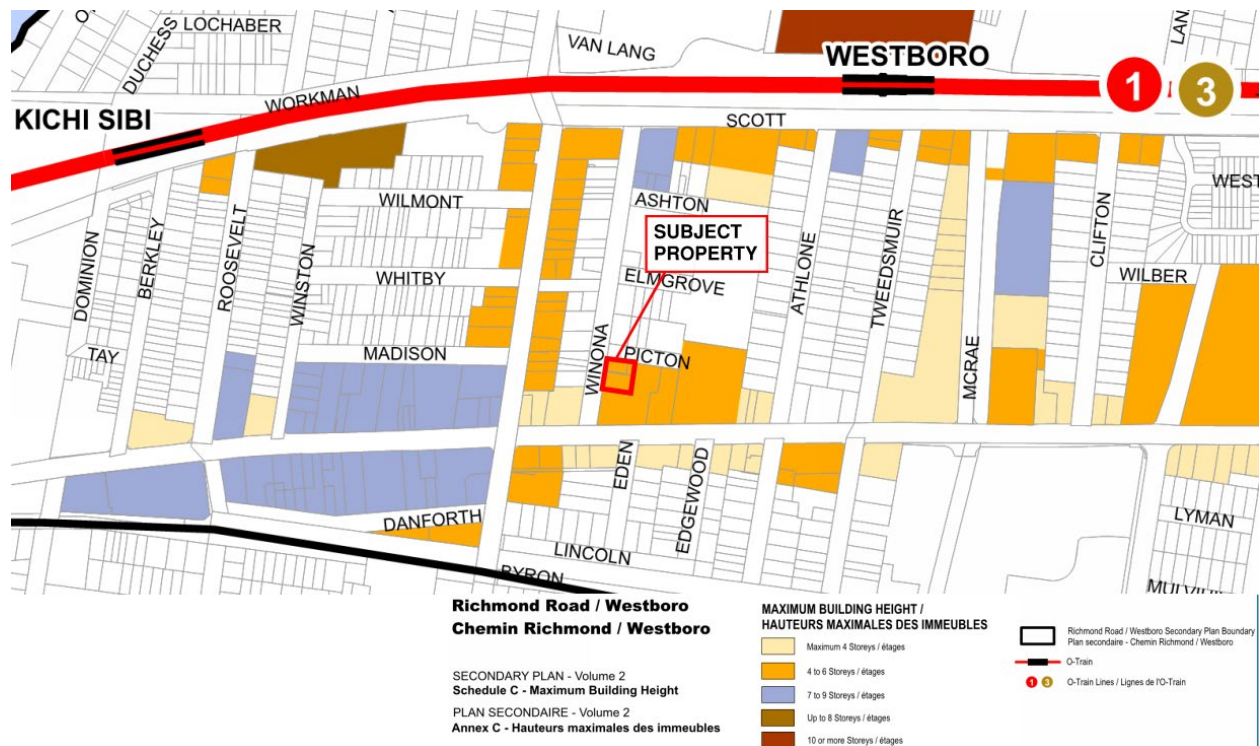 LOCHABER
DUCHESS
VAN LANG
WESTBORO
1
3
KICHI SIBI
WORKMAN
SCOTT
WEST
WILMONT
ASHTON
SUBJECT
PROPERTY
DOMINION
BERKLEY
ROOSEVELT
WINSTON
WHITBY
ELMGROVE
ATHLONE
TWEEDSMUIR
CLIFTON
WILBER
TAY
MADISON
WINONA
PICTON
MCRAE
EDEN
EDGEWOOD
DANFORTH
LINCOLN
BYRON
LYMAN
Richmond Road / Westboro
Chemin Richmond / Westboro
SECONDARY PLAN - Volume 2
Schedule C - Maximum Building Height
PLAN SECONDAIRE - Volume 2
Annex C - Hauteurs maximales des immeubles
MAXIMUM BUILDING HEIGHT /
HAUTEURS MAXIMALES DES IMMEUBLES
Maximum 4 Storeys / étages
4 to 6 Storeys / étages
7 to 9 Storeys / étages
Up to 8 Storeys / étages
10 or more Storeys / étages
Richmond Road / Westboro Secondary Plan Boundary
Plan secondaire - Chemin Richmond / Westboro
O-Train
1 3 O-Train Lines / Lignes de l'O-Train